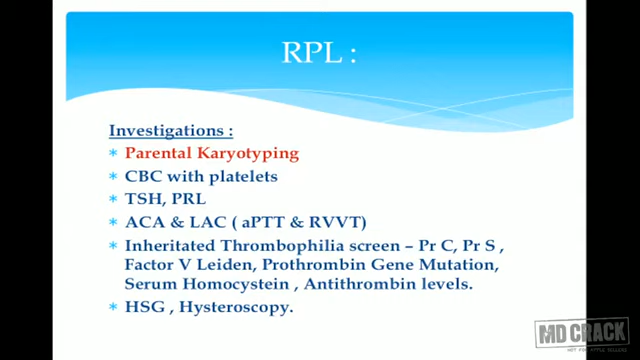 RPL :
Investigations :
* Parental Karyotyping
* CBC with platelets
* TSH, PRL
* ACA & LAC ( aPTT & RVVT)
* Inheritated Thrombophilia screen – Pr C, Pr S ,
Factor V Leiden, Prothrombin Gene Mutation,
Serum Homocystein , Antithrombin levels.
* HSG , Hysteroscopy.
MD CRACK